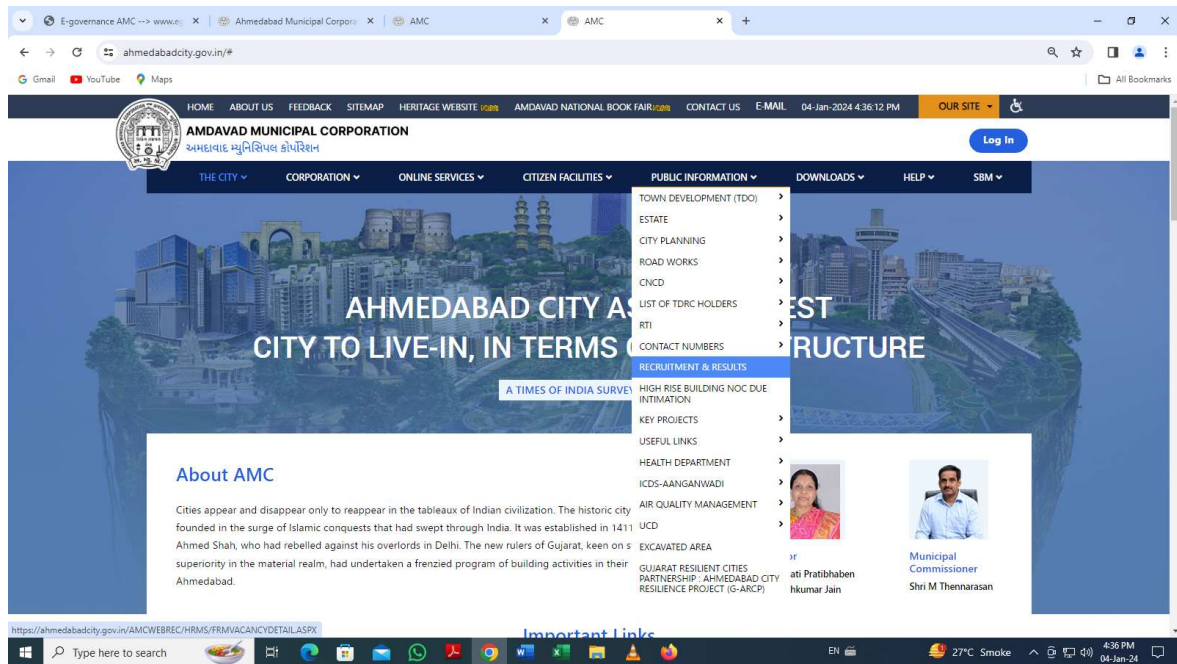 E-governance AMC --> www.e
Ahmedabad Municipal Corpora
AMC
AMC
ahmedabadcity.gov.in/#
Gmail
YouTube
Maps
All Bookmarks
HOME ABOUT US FEEDBACK SITEMAP HERITAGE WEBSITE AMDAVAD NATIONAL BOOK FAIR CONTACT US E-MAIL 04-Jan-2024 4:36:12 PM OUR SITE
AMDAVAD MUNICIPAL CORPORATION
અમદાવાદ મ્યુનિસિપલ કોર્પોરેશન
Log In
THE CITY CORPORATION ONLINE SERVICES CITIZEN FACILITIES PUBLIC INFORMATION DOWNLOADS HELP SBM
TOWN DEVELOPMENT (TDO)
ESTATE
CITY PLANNING
ROAD WORKS
CNCD
LIST OF TDRC HOLDERS
RTI
CONTACT NUMBERS
RECRUITMENT & RESULTS
HIGH RISE BUILDING NOC DUE
INTIMATION
KEY PROJECTS
USEFUL LINKS
HEALTH DEPARTMENT
ICDS-AANGANWADI
AIR QUALITY MANAGEMENT
UCD
EXCAVATED AREA
GUJARAT RESILIENT CITIES
PARTNERSHIP : AHMEDABAD CITY
RESILIENCE PROJECT (G-ARCP)
AHMEDABAD CITY AS EST
CITY TO LIVE-IN, IN TERMS RUCTURE
A TIMES OF INDIA SURVEY
About AMC
Cities appear and disappear only to reappear in the tableaux of Indian civilization. The historic city
founded in the surge of Islamic conquests that had swept through India. It was established in 1411
Ahmed Shah, who had rebelled against his overlords in Delhi. The new rulers of Gujarat, keen on s
superiority in the material realm, had undertaken a frenzied program of building activities in their
Ahmedabad.
or
ati Pratibhaben
hkumar Jain
Municipal
Commissioner
Shri M Thennarasan
Important Links
https://ahmedabadcity.gov.in/AMCWEBREC/HRMS/FRMVACANCYDETAIL.ASPX
Type here to search
EN
27°C Smoke
4:36 PM
04-Jan-24